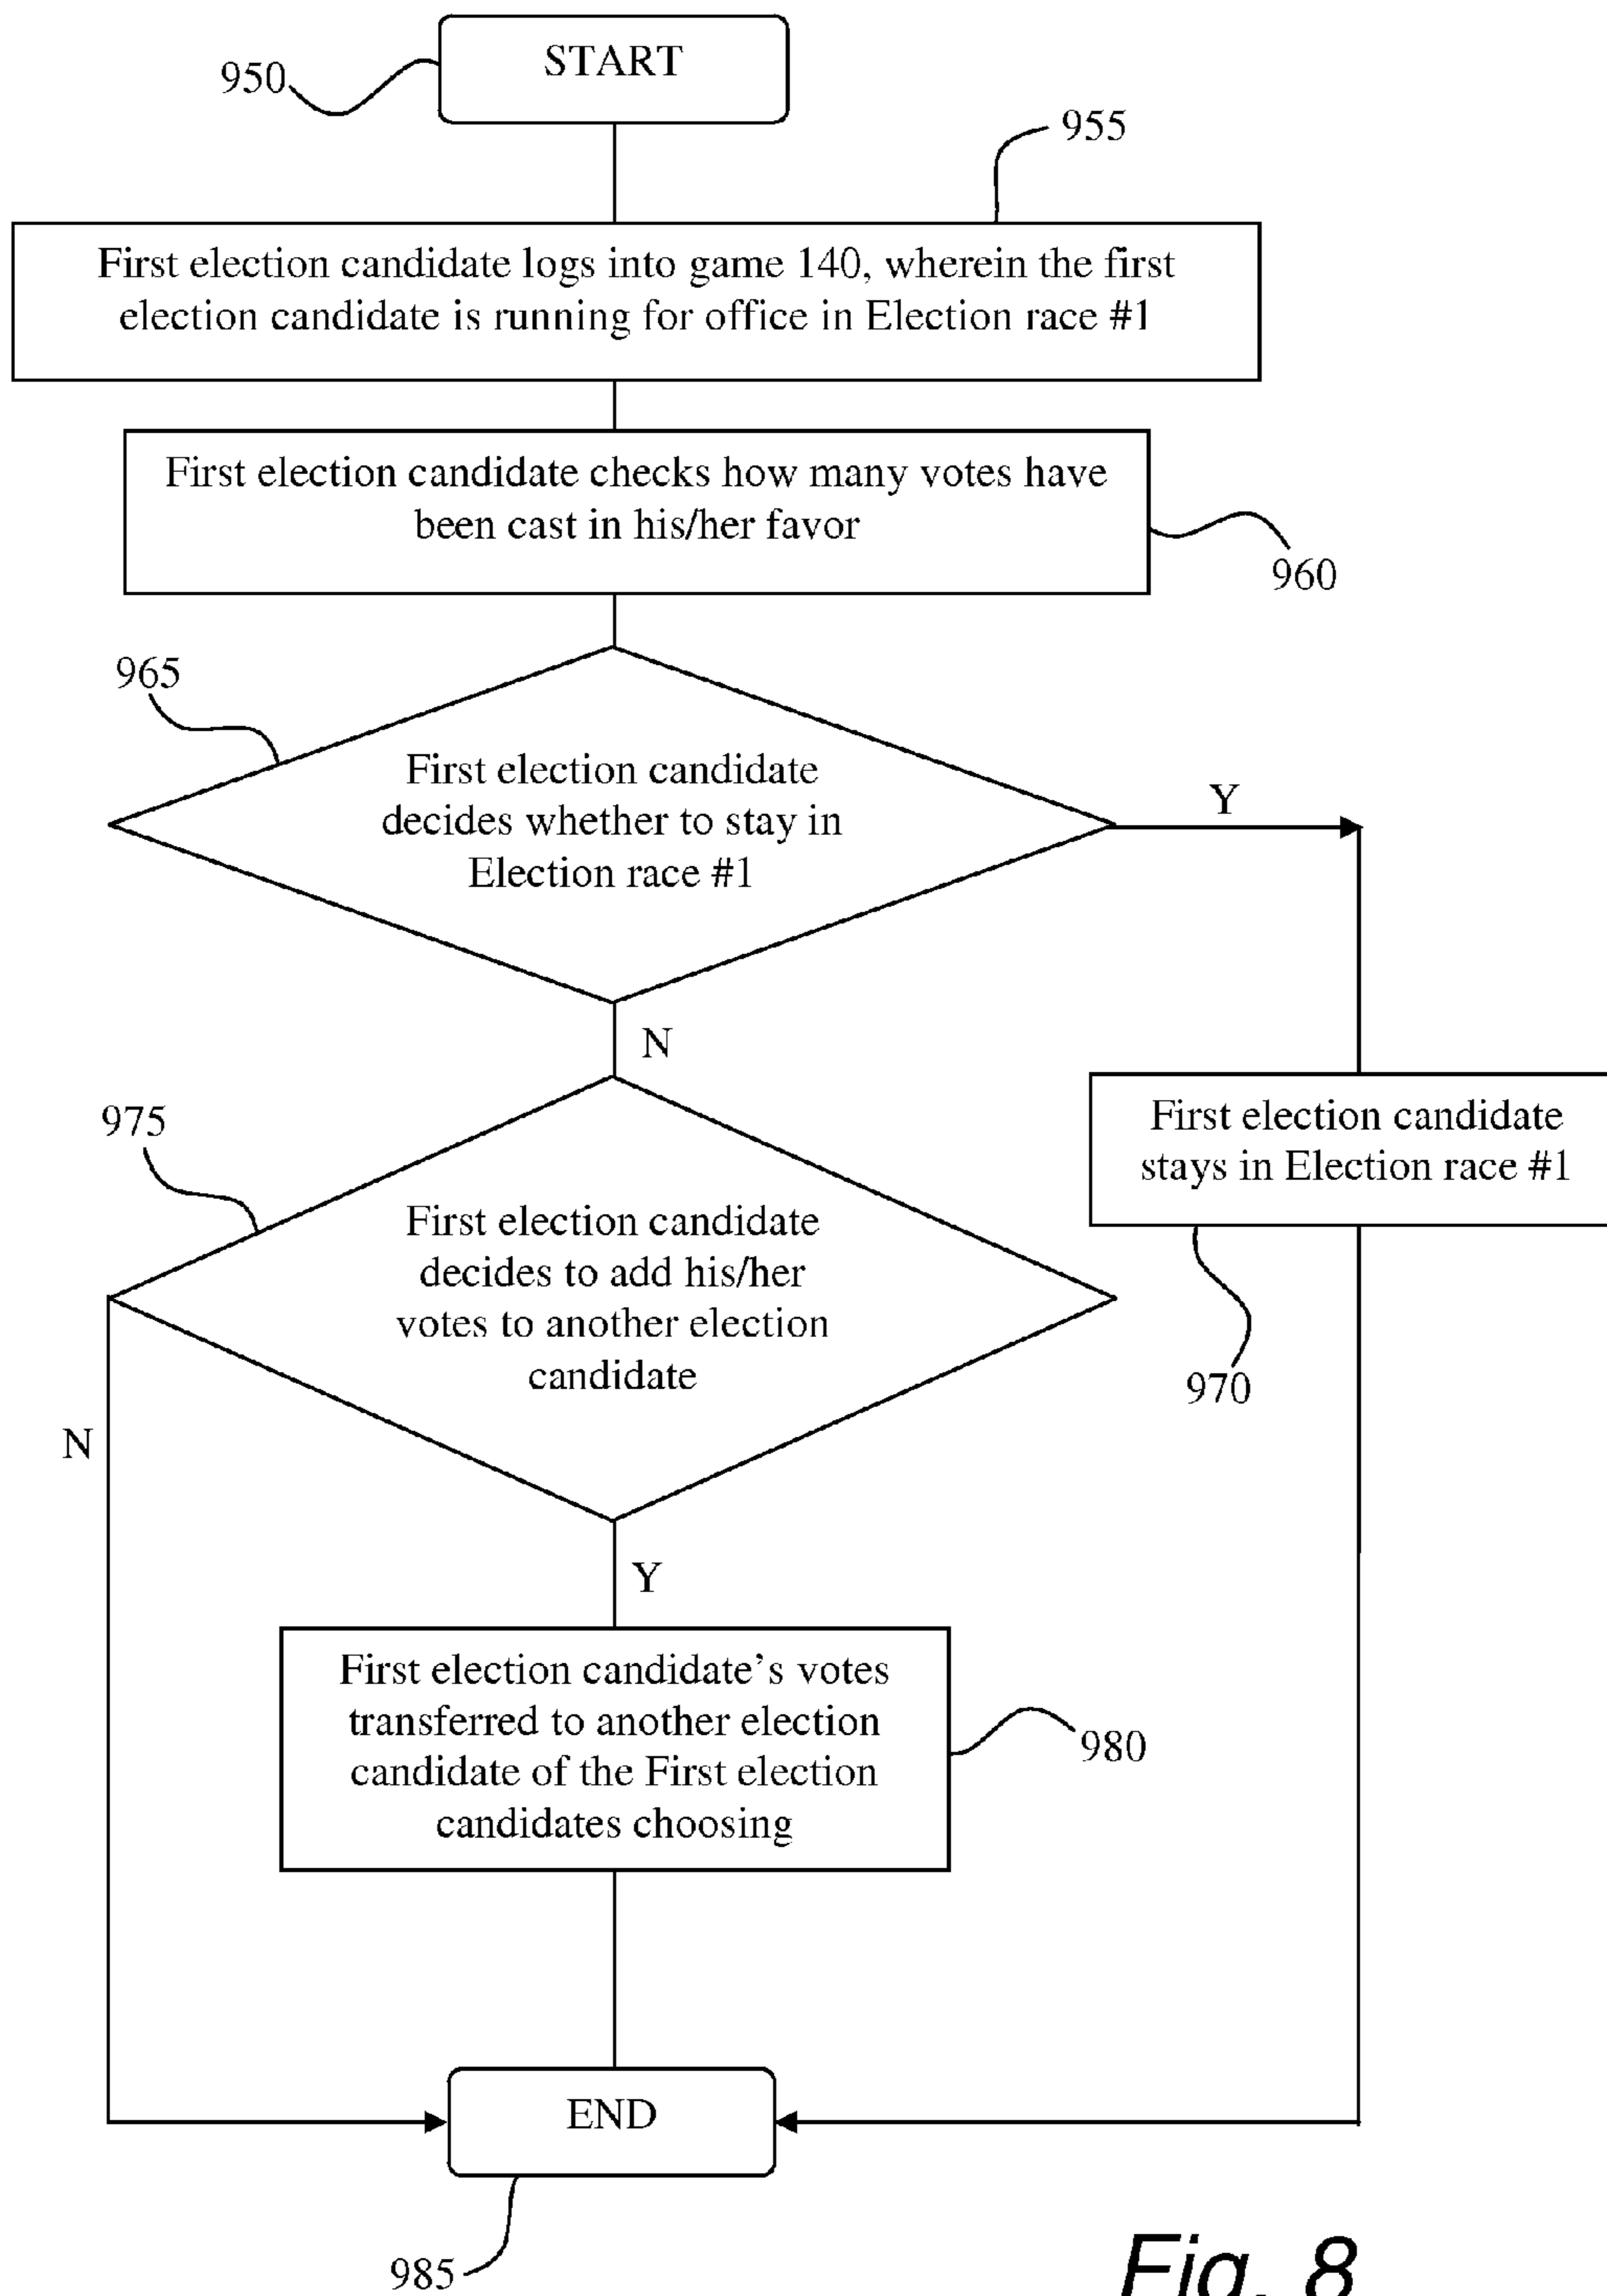 START
950
955
First election candidate logs into game 140, wherein the first
election candidate is running for office in Election race #1
First election candidate checks how many votes have
been cast in his/her favor
960
965
First election candidate
decides whether to stay in
Election race #1
Y
N
975
First election candidate
stays in Election race #1
970
First election candidate
decides to add his/her
votes to another election
candidate
N
Y
First election candidate’s votes
transferred to another election
candidate of the First election
candidates choosing
980
END
985
Fig. 8